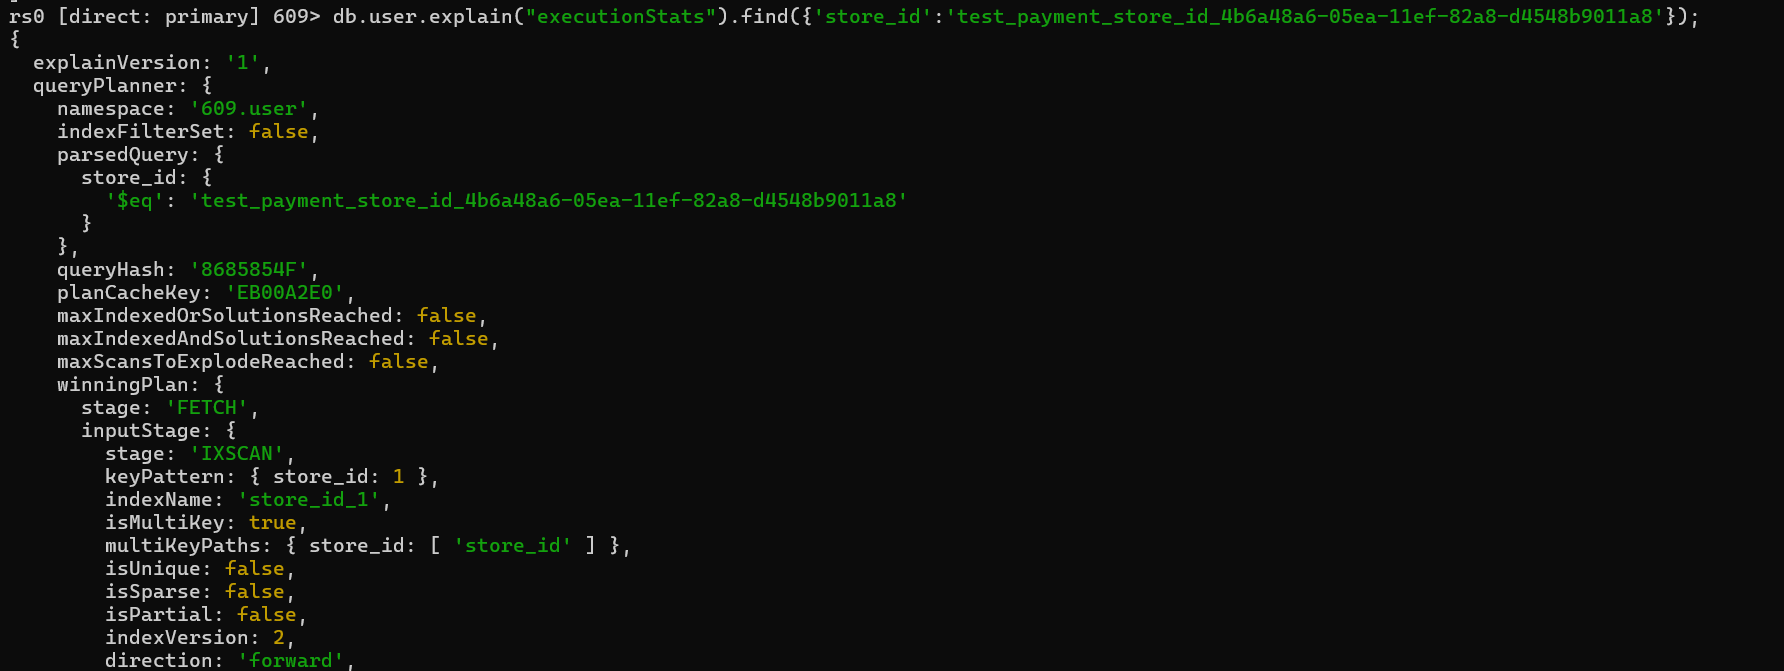 rs0 [direct: primary] 609> db.user.explain("executionStats").find({'store_id':'test_payment_store_id_4b6a48a6-05ea-11ef-82a8-d4548b9011a8'});
{
  explainVersion: '1',
  queryPlanner: {
    namespace: '609.user',
    indexFilterSet: false,
    parsedQuery: {
      store_id: {
        '$eq': 'test_payment_store_id_4b6a48a6-05ea-11ef-82a8-d4548b9011a8'
      }
    },
    queryHash: '8685854F',
    planCacheKey: 'EB00A2E0',
    maxIndexedOrSolutionsReached: false,
    maxIndexedAndSolutionsReached: false,
    maxScansToExplodeReached: false,
    winningPlan: {
      stage: 'FETCH',
      inputStage: {
        stage: 'IXSCAN',
        keyPattern: { store_id: 1 },
        indexName: 'store_id_1',
        isMultiKey: true,
        multiKeyPaths: { store_id: [ 'store_id' ] },
        isUnique: false,
        isSparse: false,
        isPartial: false,
        indexVersion: 2,
        direction: 'forward',